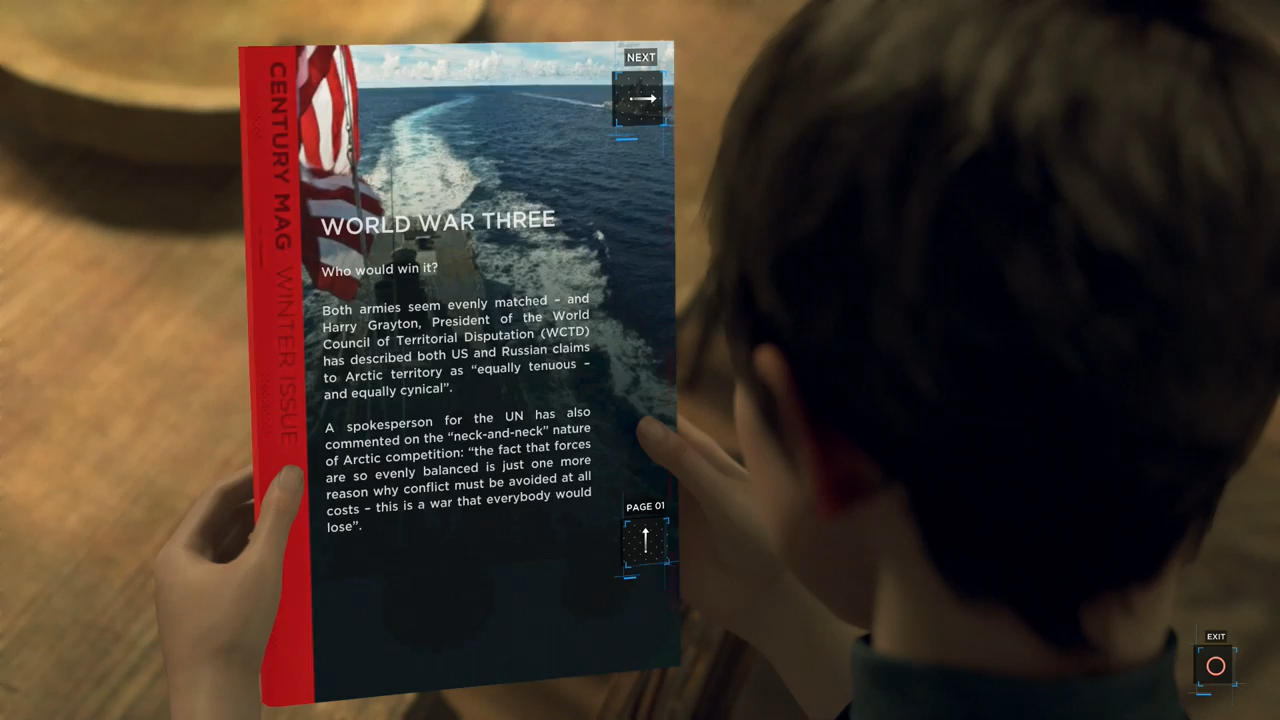 CENTURY MAG WINTER ISSUE
NEXT
WORLD WAR THREE
Who would win it?
Both armies seem evenly matched – and
Harry Grayton, President of the World
Council of Territorial Disputation (WCTD)
has described both US and Russian claims
to Arctic territory as “equally tenuous –
and equally cynical”.
A spokesperson for the UN has also
commented on the “neck-and-neck” nature
of Arctic competition: “the fact that forces
are so evenly balanced is just one more
reason why conflict must be avoided at all
costs – this is a war that everybody would
lose”.
PAGE 01
EXIT